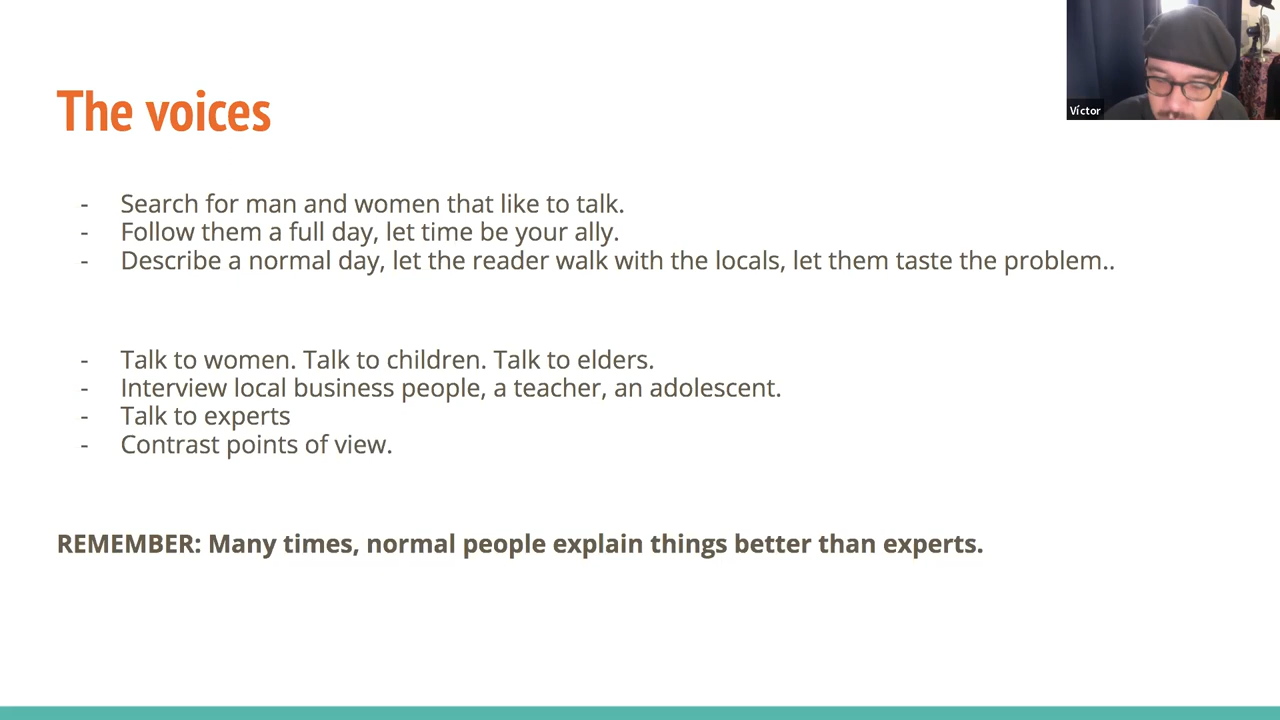 The voices
Víctor
- Search for man and women that like to talk.
- Follow them a full day, let time be your ally.
- Describe a normal day, let the reader walk with the locals, let them taste the problem..
- Talk to women. Talk to children. Talk to elders.
- Interview local business people, a teacher, an adolescent.
- Talk to experts
- Contrast points of view.
REMEMBER: Many times, normal people explain things better than experts.